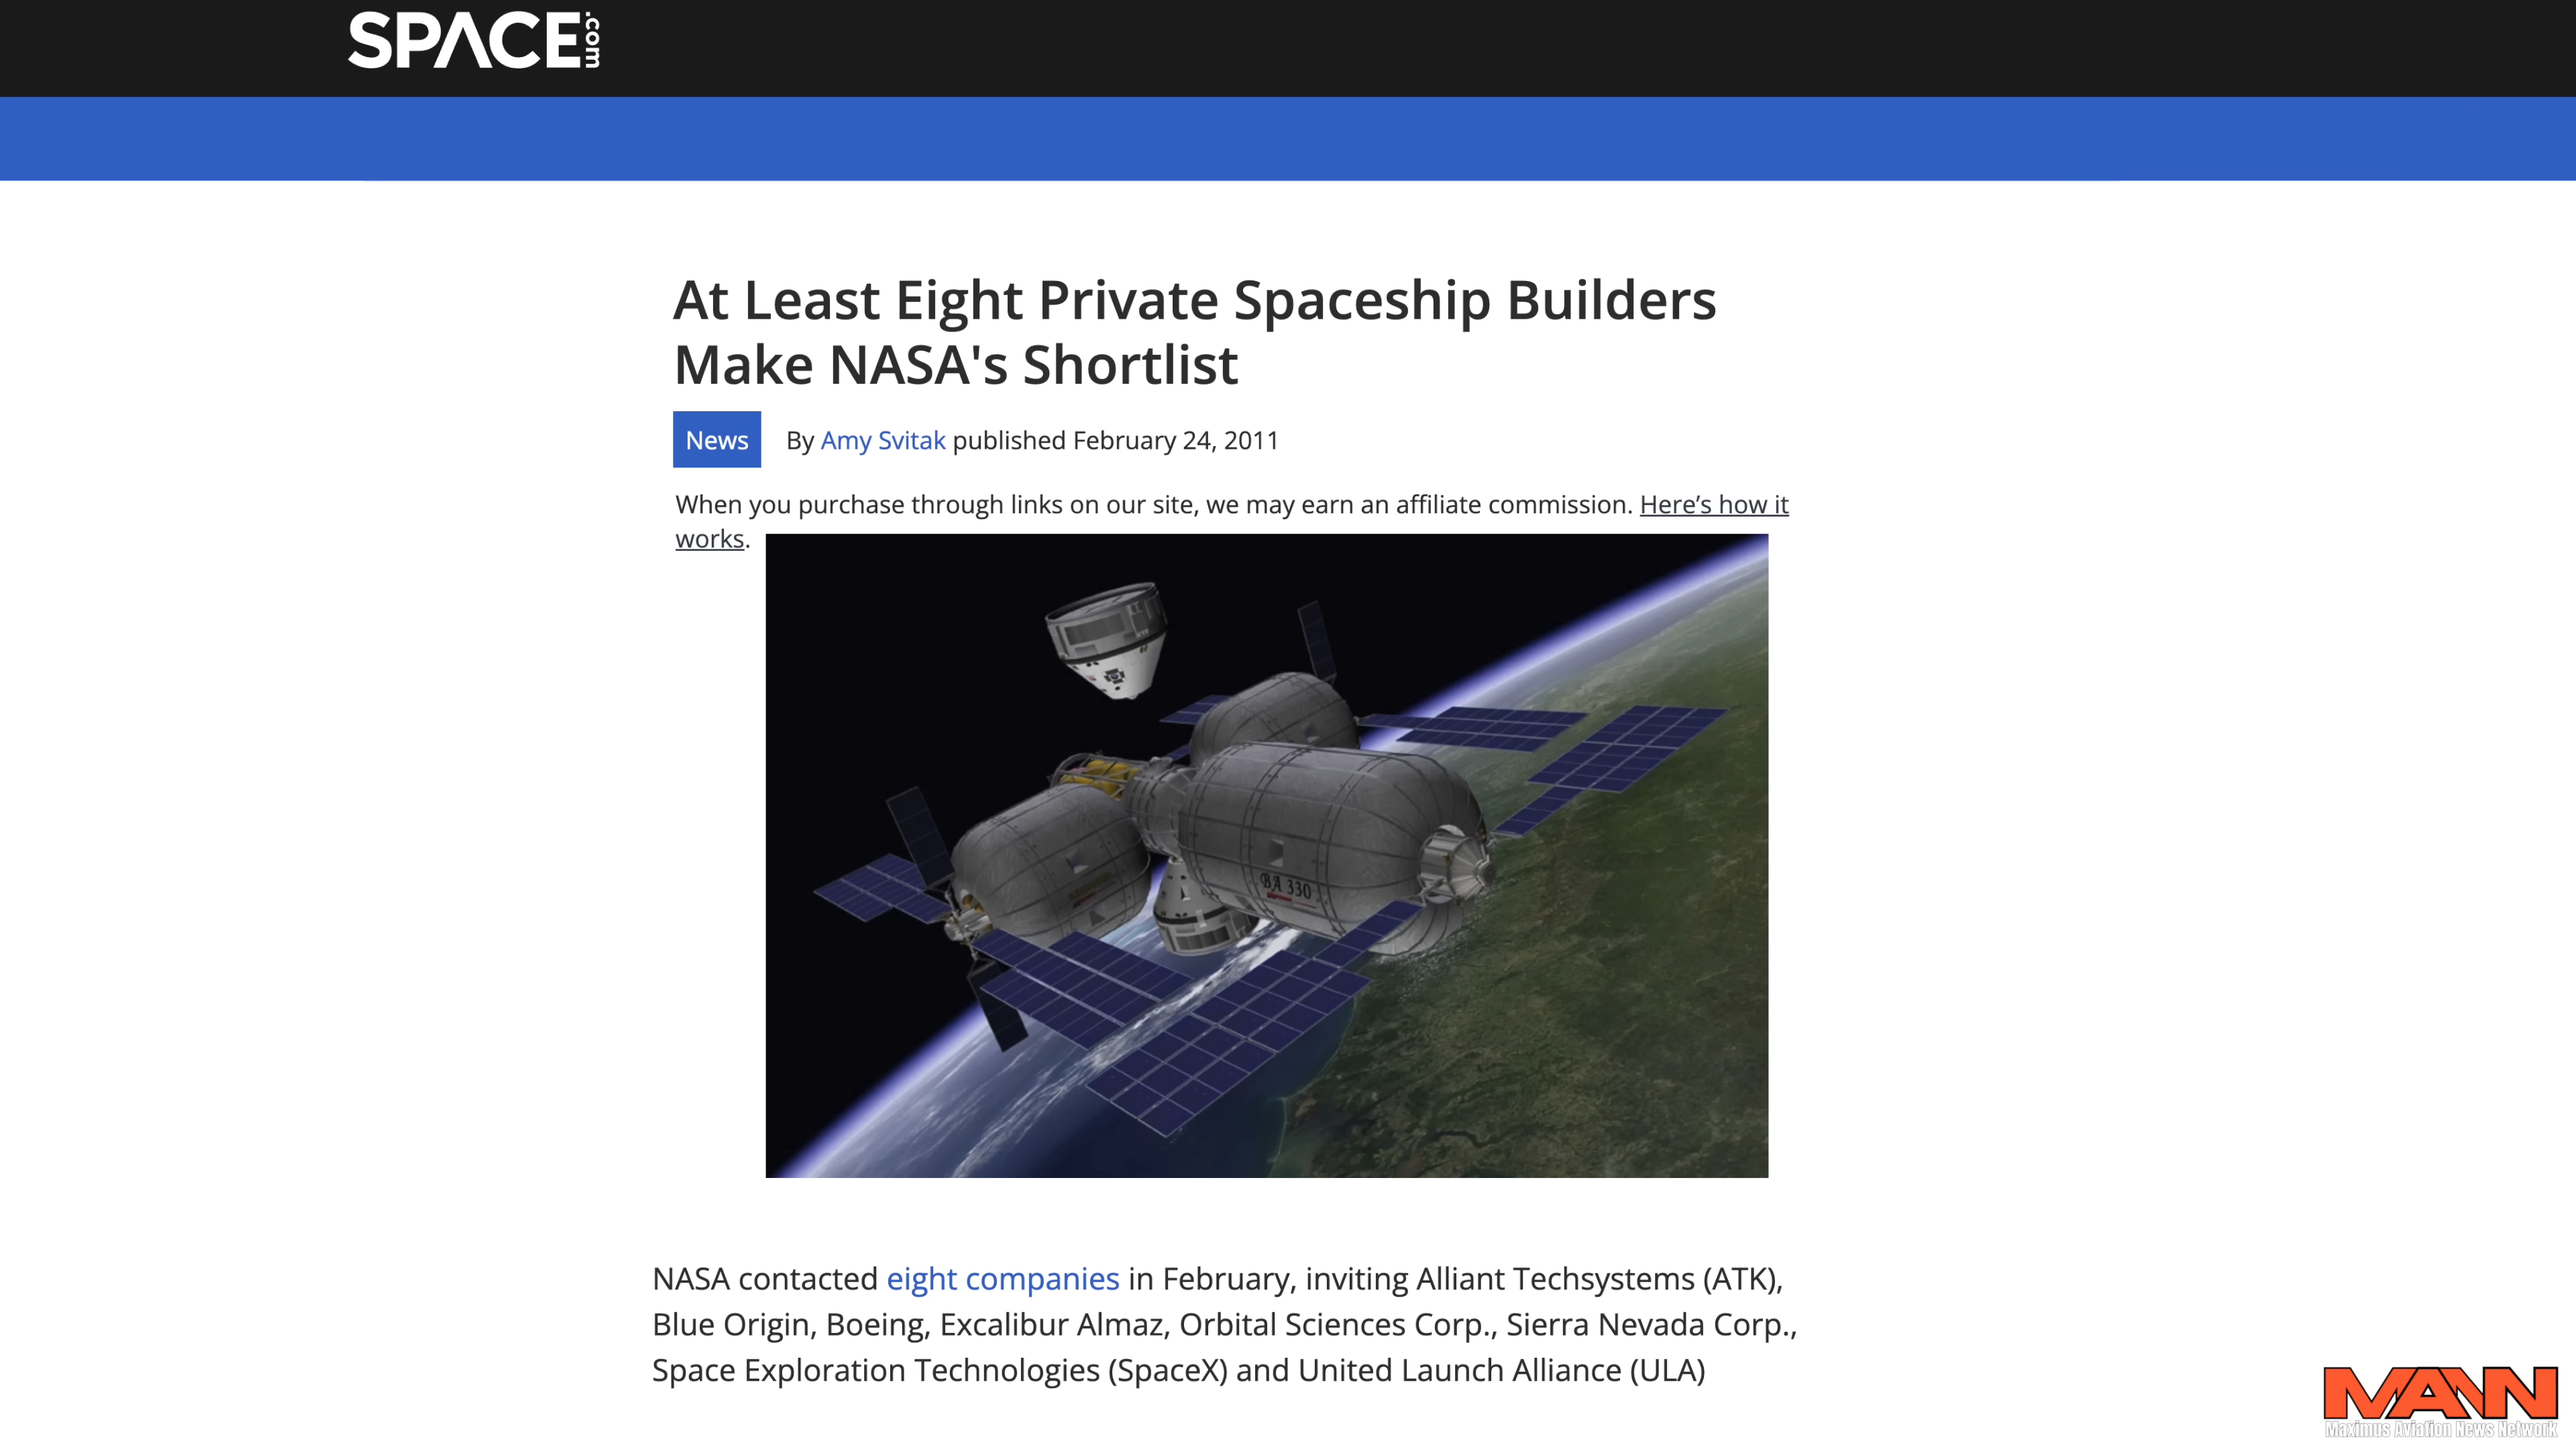 SPACE.com
At Least Eight Private Spaceship Builders
Make NASA's Shortlist
News By Amy Svitak published February 24, 2011
When you purchase through links on our site, we may earn an affiliate commission. Here’s how it
works.
BA 330
NASA contacted eight companies in February, inviting Alliant Techsystems (ATK),
Blue Origin, Boeing, Excalibur Almaz, Orbital Sciences Corp., Sierra Nevada Corp.,
Space Exploration Technologies (SpaceX) and United Launch Alliance (ULA)
MANN
Maximus Aviation News Network